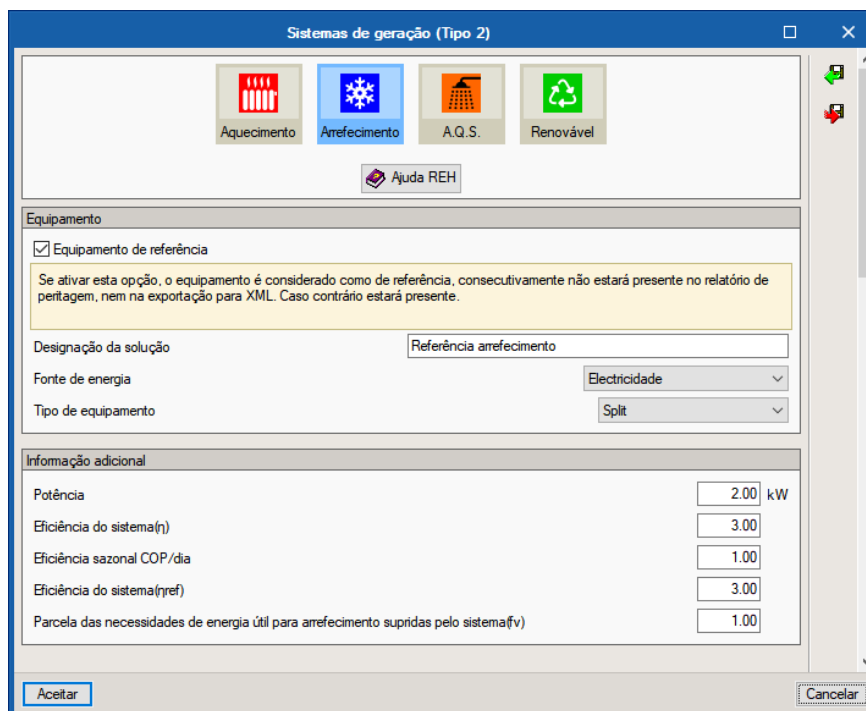 Sistemas de geração (Tipo 2)
Aquecimento
Arrefecimento
A.Q.S.
Renovável
Ajuda REH
Equipamento
Equipamento de referência
Se ativar esta opção, o equipamento é considerado como de referência, consecutivamente não estará presente no relatório de
peritagem, nem na exportação para XML. Caso contrário estará presente.
Designação da solução Referência arrefecimento
Fonte de energia Electricidade
Tipo de equipamento Split
Informação adicional
Potência 2.00 kW
Eficiência do sistema(η) 3.00
Eficiência sazonal COP/dia 1.00
Eficiência do sistema(ηref) 3.00
Parcela das necessidades de energia útil para arrefecimento supridas pelo sistema(fv) 1.00
Aceitar Cancelar